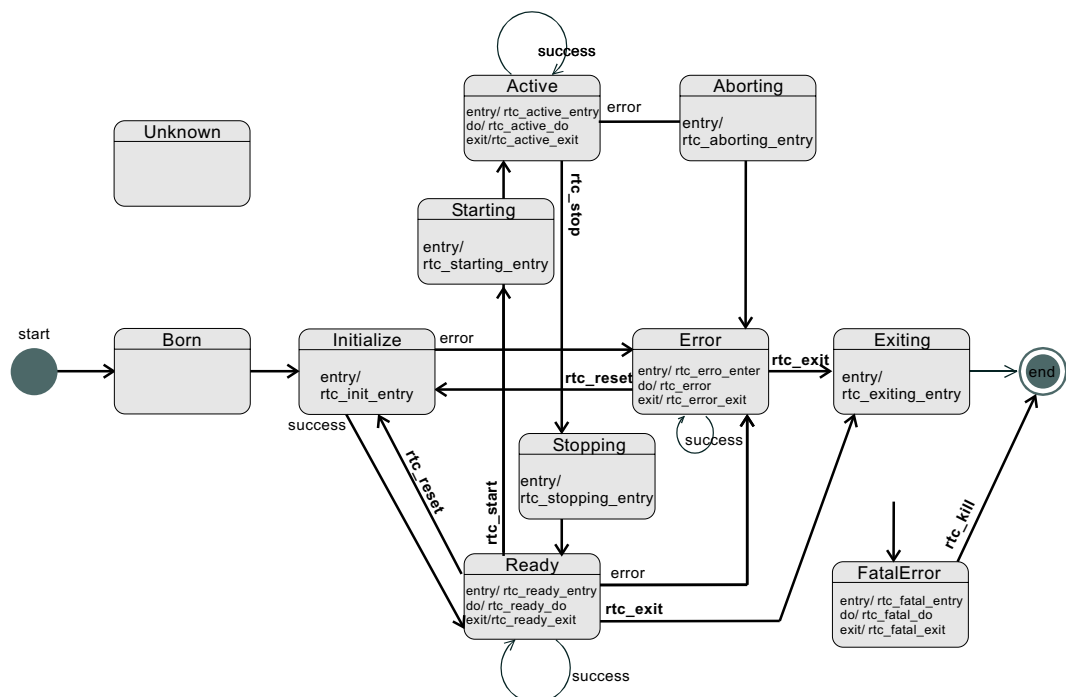 success
Active
entry/ rtc_active_entry
do/ rtc_active_do
exit/rtc_active_exit
error
Aborting
entry/
rtc_aborting_entry
Unknown
rtc_stop
Starting
entry/
rtc_starting_entry
start
Born
Initialize
entry/
rtc_init_entry
error
success
rtc_reset
Error
entry/ rtc_erro_enter
do/ rtc_error
exit/ rtc_error_exit
success
rtc_exit
Exiting
entry/
rtc_exiting_entry
end
rtc_reset
rtc_start
Stopping
entry/
rtc_stopping_entry
Ready
entry/ rtc_ready_entry
do/ rtc_ready_do
exit/rtc_ready_exit
error
rtc_exit
success
rtc_kill
FatalError
entry/ rtc_fatal_entry
do/ rtc_fatal_do
exit/ rtc_fatal_exit